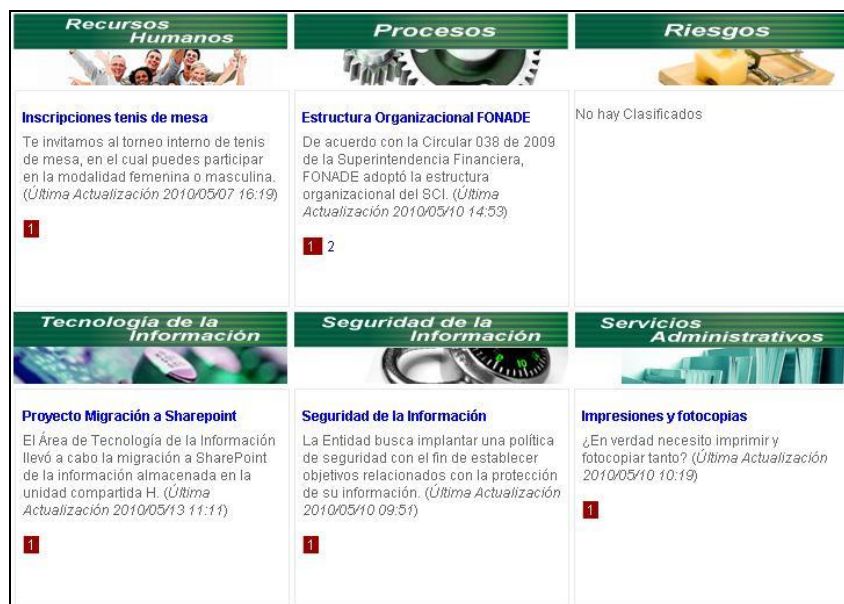 Recursos
Humanos
Inscripciones tenis de mesa
Te invitamos al torneo interno de tenis
de mesa, en el cual puedes participar
en la modalidad femenina o masculina.
(Última Actualización 2010/05/07 16:19)
1
Procesos
Estructura Organizacional FONADE
De acuerdo con la Circular 038 de 2009
de la Superintendencia Financiera,
FONADE adoptó la estructura
organizacional del SCI. (Última
Actualización 2010/05/10 14:53)
1 2
Riesgos
No hay Clasificados
Tecnología de la
Información
Proyecto Migración a Sharepoint
El Área de Tecnología de la Información
llevó a cabo la migración a SharePoint
de la información almacenada en la
unidad compartida H. (Última
Actualización 2010/05/13 11:11)
1
Seguridad de la
Información
Seguridad de la Información
La Entidad busca implantar una política
de seguridad con el fin de establecer
objetivos relacionados con la protección
de su información. (Última Actualización
2010/05/10 09:51)
1
Servicios
Administrativos
Impresiones y fotocopias
¿En verdad necesito imprimir y
fotocopiar tanto? (Última Actualización
2010/05/10 10:19)
1